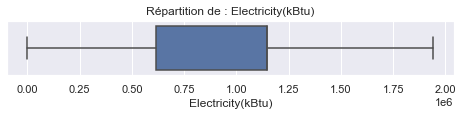 Répartition de : Electricity(kBtu)
0.00 0.25 0.50 0.75 1.00 1.25 1.50 1.75 2.00
Electricity(kBtu)
1e6